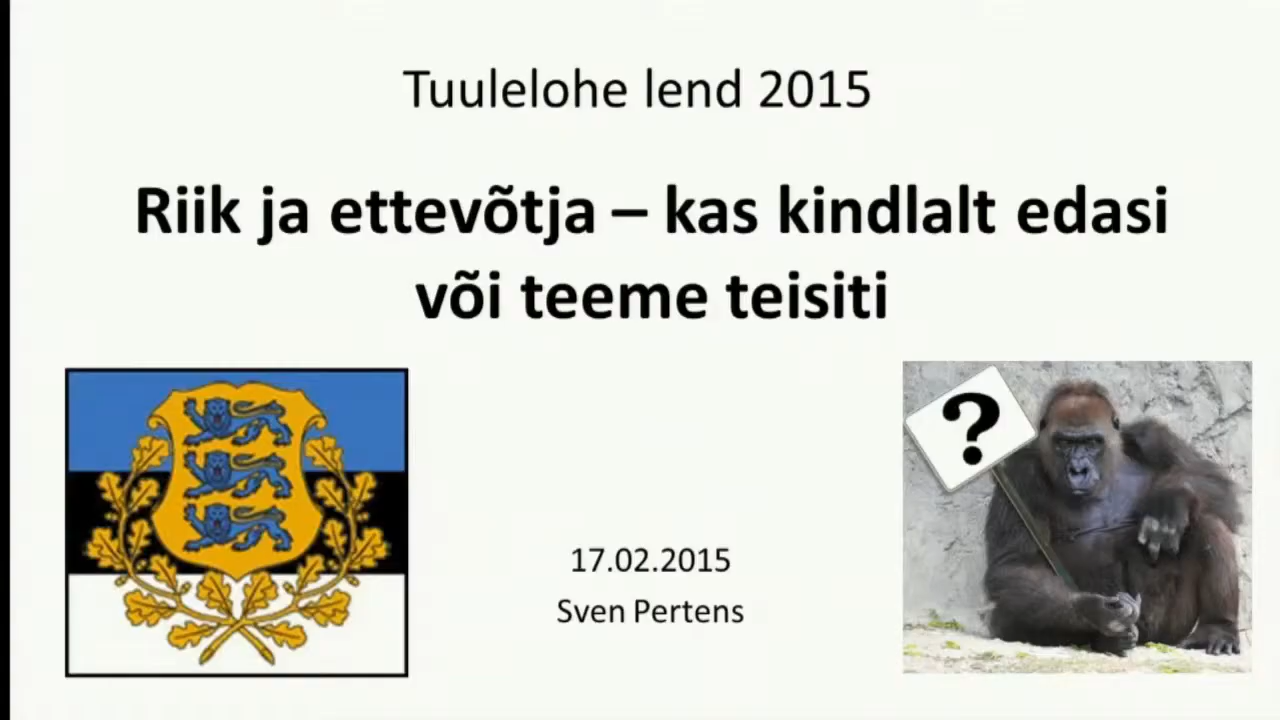 Tuulelohe lend 2015
Riik ja ettevõtja – kas kindlalt edasi
või teeme teisiti
?
17.02.2015
Sven Pertens